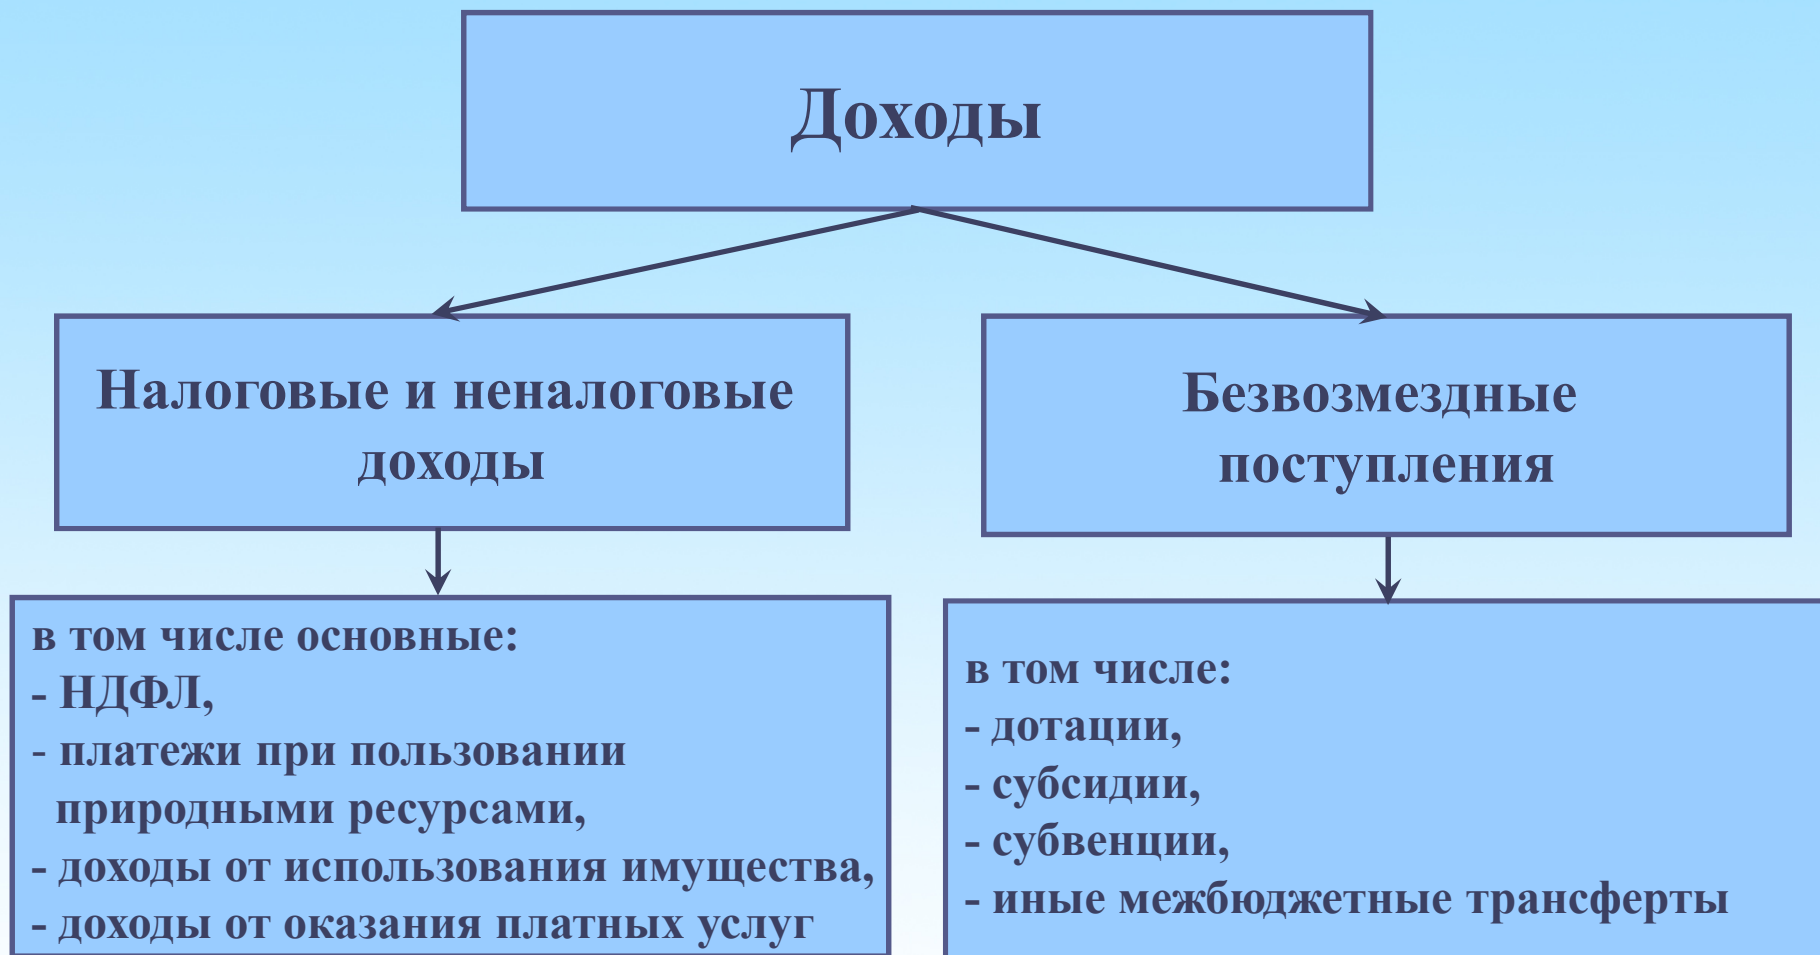 Доходы
Налоговые и неналоговые
доходы
Безвозмездные
поступления
в том числе основные:
- НДФЛ,
- платежи при пользовании
природными ресурсами,
- доходы от использования имущества,
- доходы от оказания платных услуг
в том числе:
- дотации,
- субсидии,
- субвенции,
- иные межбюджетные трансферты